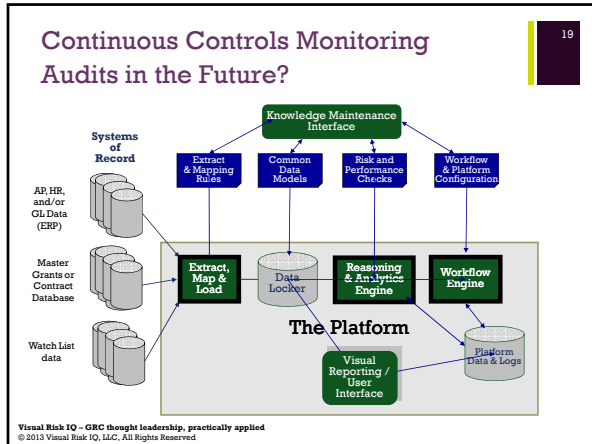 Continuous Controls Monitoring
Audits in the Future?
19
Knowledge Maintenance
Interface
Systems
of
Record
Extract
& Mapping
Rules
Common
Data
Models
Risk and
Performance
Checks
Workflow
& Platform
Configuration
AP, HR,
and/or
GL Data
(ERP)
Master
Grants or
Contract
Database
Watch List
data
Extract,
Map &
Load
Data
Locker
Reasoning
& Analytics
Engine
Workflow
Engine
The Platform
Visual
Reporting /
User
Interface
Platform
Data & Logs
Visual Risk IQ – GRC thought leadership, practically applied
© 2013 Visual Risk IQ, LLC, All Rights Reserved